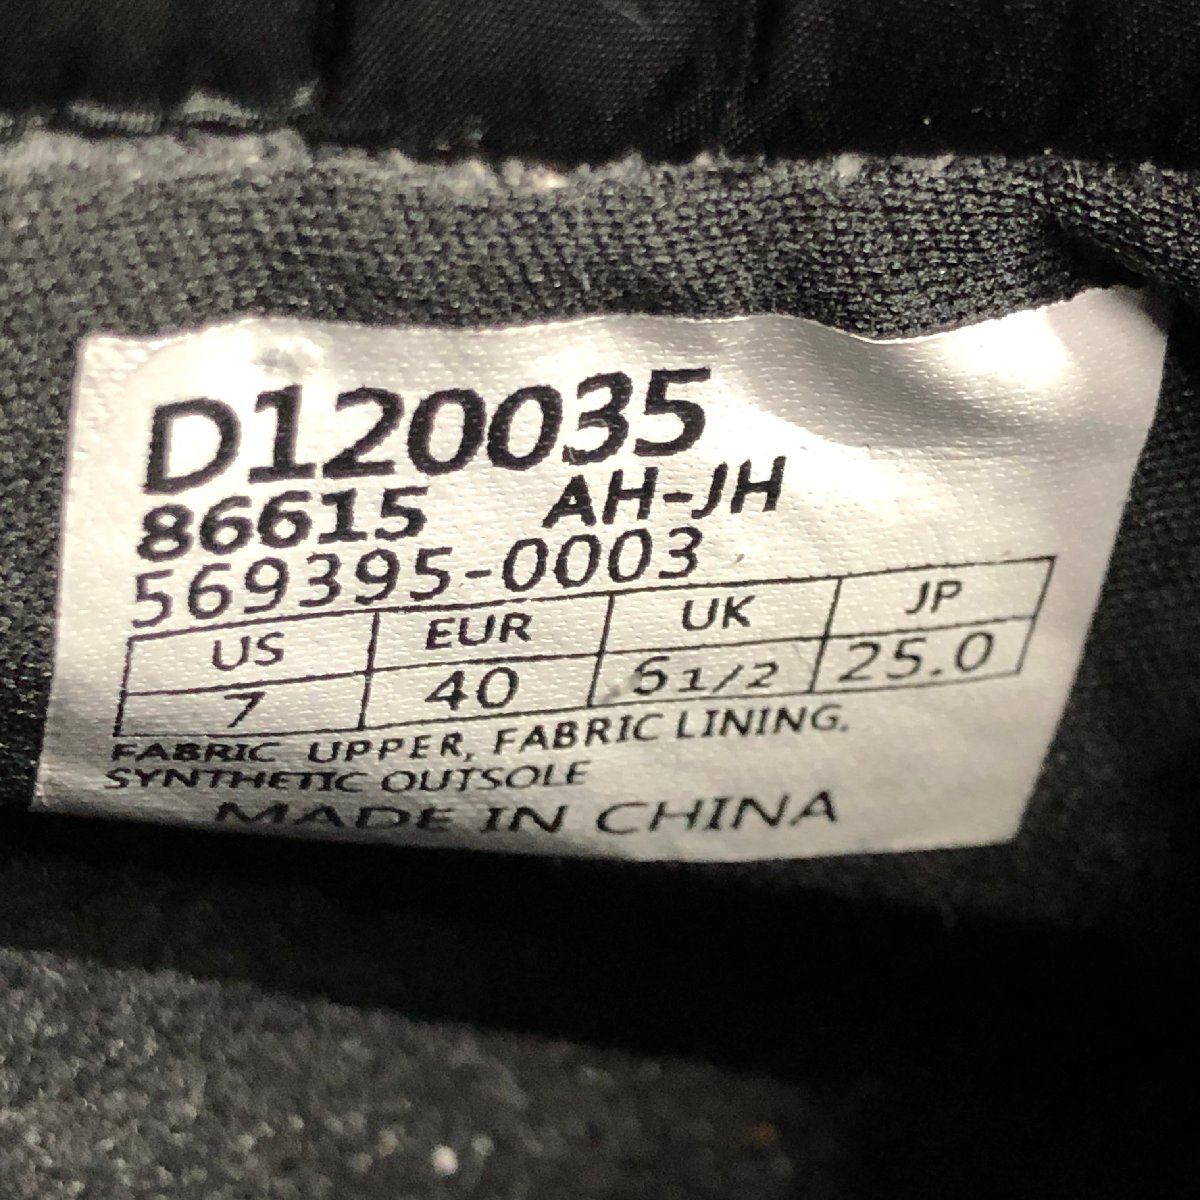 D120035
86615 AH-JH
569395-0003
US EUR UK JP
7 40 6 1/2 25.0
FABRIC UPPER, FABRIC LINING.
SYNTHETIC OUTSOLE
MADE IN CHINA